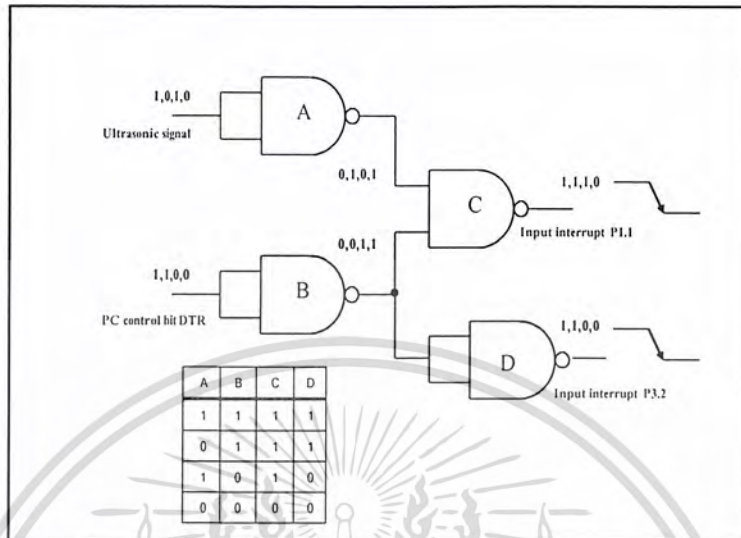 1,0,1,0
Ultrasonic signal
A
0,1,0,1
C
1,1,1,0
Input interrupt P1.1
0,0,1,1
1,1,0,0
B
PC control bit DTR
1,1,0,0
D
Input interrupt P3.2
A B C D
1 1 1 1
0 1 1 1
1 0 1 0
0 0 0 0